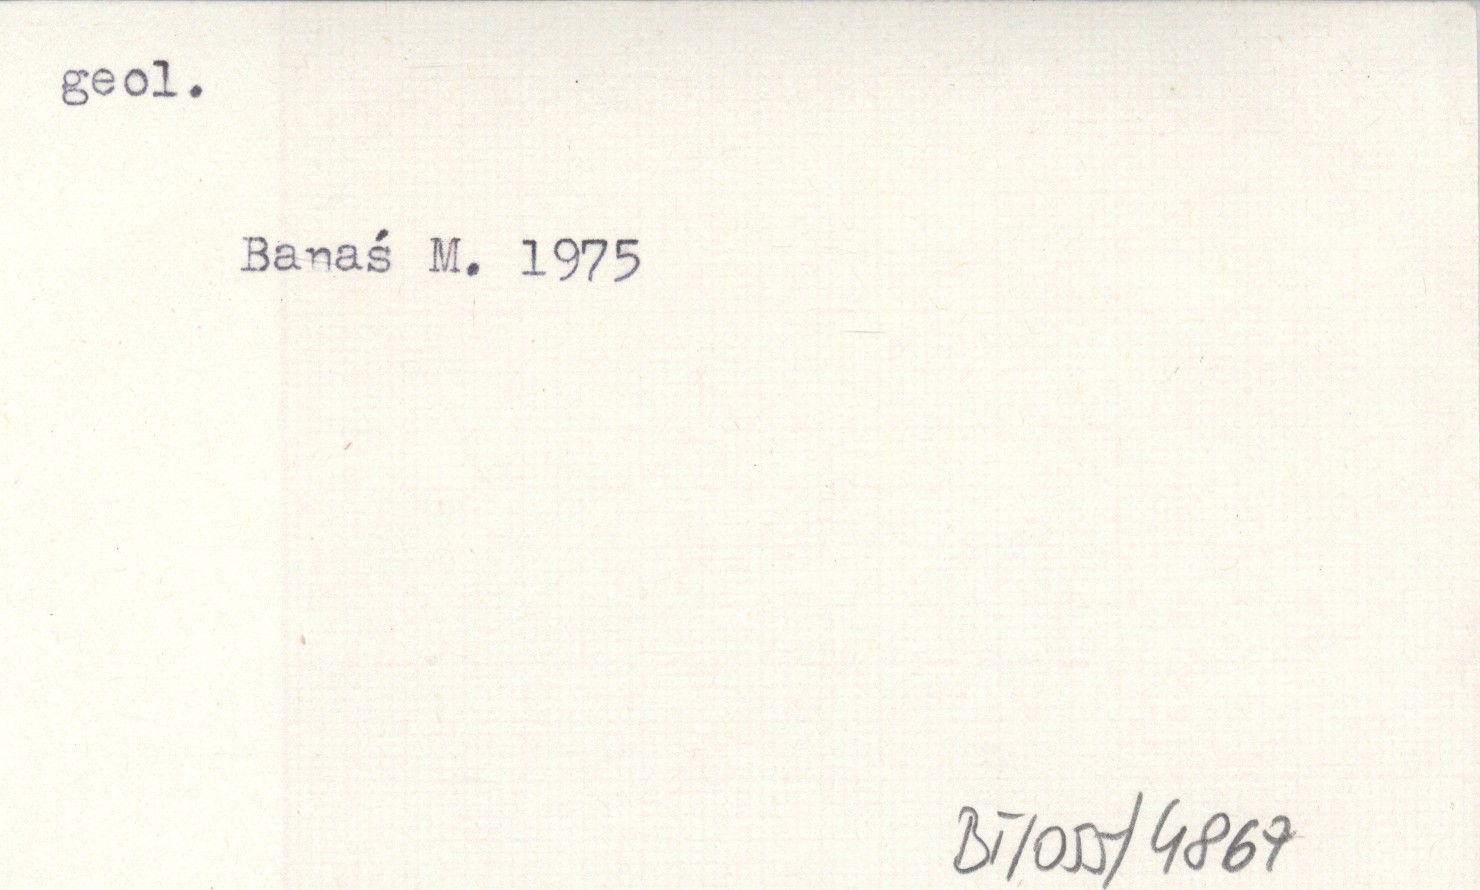 geol.
Banaś M. 1975
BI/055/4867